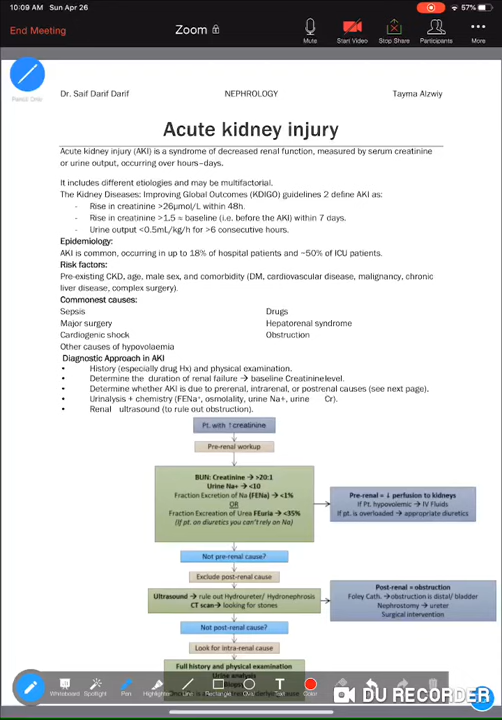 10:09 AM Sun Apr 26
57%
End Meeting
Zoom
Mute
Start Video
Stop Share
Participants
More
Dr. Saif Darif Darif NEPHROLOGY Tayma Alzwiy
Acute kidney injury
Acute kidney injury (AKI) is a syndrome of decreased renal function, measured by serum creatinine
or urine output, occurring over hours–days.
It includes different etiologies and may be multifactorial.
The Kidney Diseases: Improving Global Outcomes (KDIGO) guidelines 2 define AKI as:
- Rise in creatinine >26μmol/L within 48h.
- Rise in creatinine >1.5 = baseline (i.e. before the AKI) within 7 days.
- Urine output <0.5mL/kg/h for >6 consecutive hours.
Epidemiology:
AKI is common, occurring in up to 18% of hospital patients and ~50% of ICU patients.
Risk factors:
Pre-existing CKD, age, male sex, and comorbidity (DM, cardiovascular disease, malignancy, chronic
liver disease, complex surgery).
Commonest causes:
Sepsis Drugs
Major surgery Hepatorenal syndrome
Cardiogenic shock Obstruction
Other causes of hypovolaemia
Diagnostic Approach in AKI
• History (especially drug Hx) and physical examination.
• Determine the duration of renal failure → baseline Creatinine level.
• Determine whether AKI is due to prerenal, intrarenal, or postrenal causes (see next page).
• Urinalysis + chemistry (FENa⁺, osmolality, urine Na⁺, urine Cr).
• Renal ultrasound (to rule out obstruction).
Pt. with ↑creatinine
Pre-renal workup
BUN: Creatinine → >20:1
Urine Na+ → <10
Fraction Excretion of Na (FENa) → <1%
OR
Fraction Excretion of Urea FEuria → <35%
(If pt. on diuretics you can't rely on Na)
Pre-renal = ↓ perfusion to kidneys
If Pt. hypovolemic → IV Fluids
If pt. is overloaded → appropriate diuretics
Not pre-renal cause?
Exclude post-renal cause
Ultrasound → rule out Hydroureter/ Hydronephrosis
CT scan → looking for stones
Post-renal = obstruction
Foley Cath. → obstruction is distal/ bladder
Nephrostomy → ureter
Surgical intervention
Not post-renal cause?
Look for intra-renal cause
Full history and physical examination
Urine analysis
Whiteboard
Spotlight
Pen
Highlighter
Line
Rectangle
Oval
Text
Color
DU RECORDER